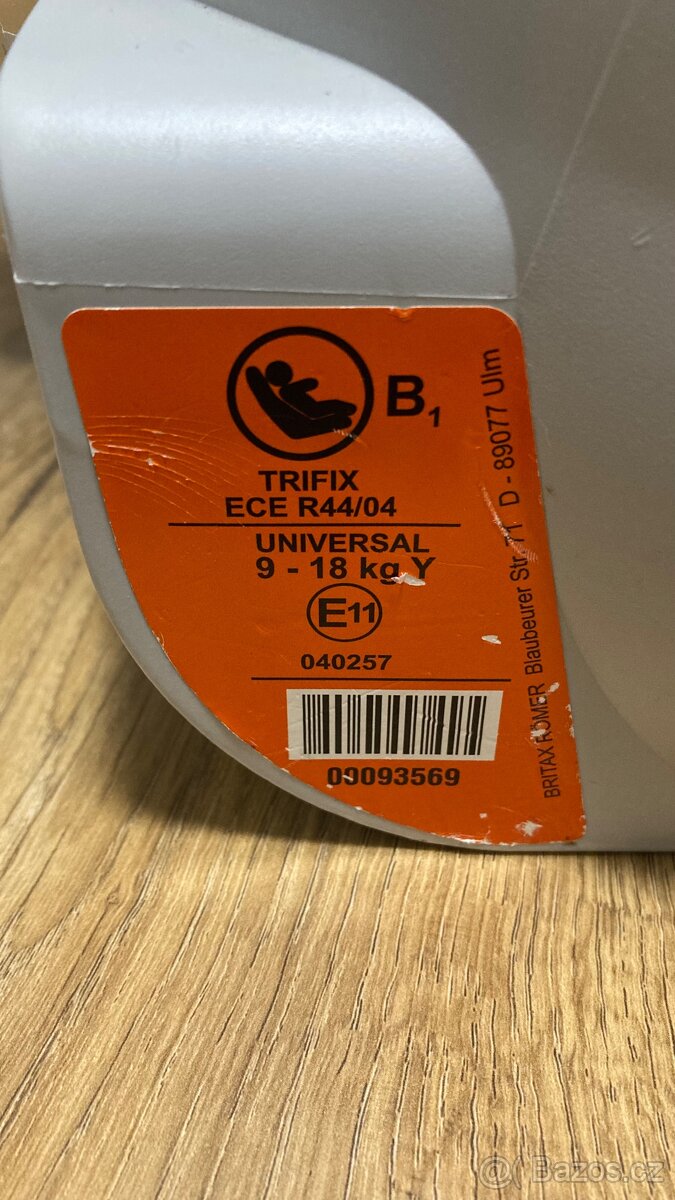 B1
TRIFIX
ECE R44/04
UNIVERSAL
9 - 18 kg Y
E11
040257
00093569
BRITAX RÖMER Blaubeurer Str. 71 D - 89077 Ulm
© Bazos.cz